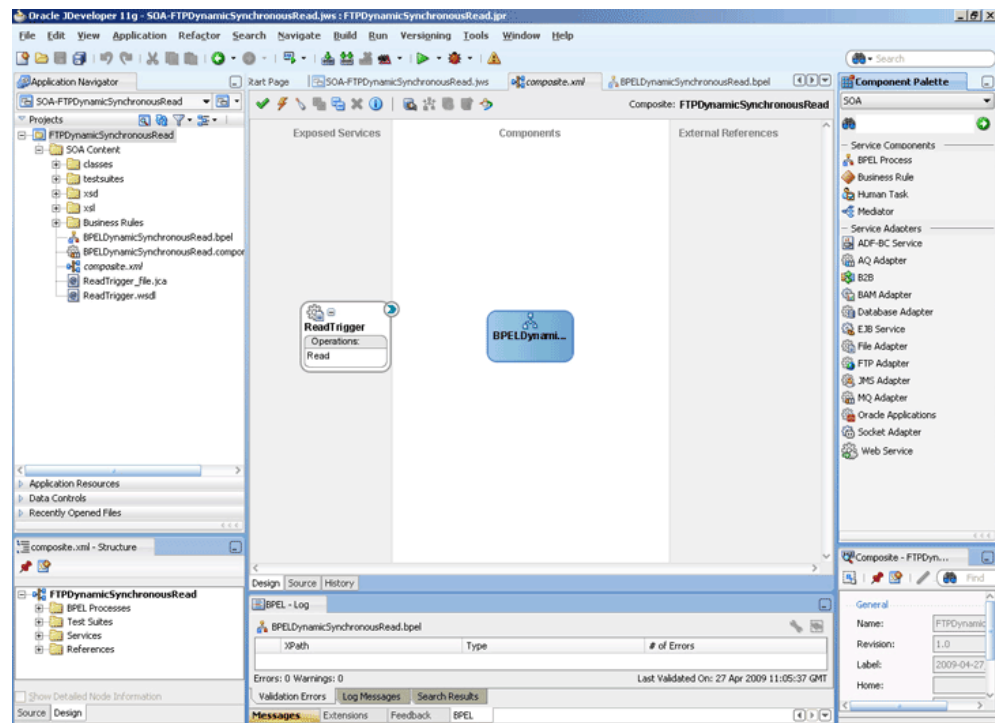 Oracle JDeveloper 11g - SOA-FTPDynamicSynchronousRead.jws : FTPDynamicSynchronousRead.jpr
File Edit View Application Refactor Search Navigate Build Run Versioning Tools Window Help
Search
Application Navigator
SOA-FTPDynamicSynchronousRead
Projects
FTPDynamicSynchronousRead
SOA Content
classes
testsuites
xsd
xsl
Business Rules
BPELDynamicSynchronousRead.bpel
BPELDynamicSynchronousRead.compor
composite.xml
ReadTrigger_file.jca
ReadTrigger.wsdl
Application Resources
Data Controls
Recently Opened Files
composite.xml - Structure
FTPDynamicSynchronousRead
BPEL Processes
Test Suites
Services
References
Show Detailed Node Information
Source Design
Start Page SOA-FTPDynamicSynchronousRead.jws composite.xml BPELDynamicSynchronousRead.bpel
Composite: FTPDynamicSynchronousRead
Exposed Services Components External References
ReadTrigger
Operations:
Read
BPELDynami...
Design Source History
BPEL - Log
BPELDynamicSynchronousRead.bpel
XPath Type # of Errors
Errors: 0 Warnings: 0 Last Validated On: 27 Apr 2009 11:05:37 GMT
Validation Errors Log Messages Search Results
Messages Extensions Feedback BPEL
Component Palette
SOA
Service Components
BPEL Process
Business Rule
Human Task
Mediator
Service Adapters
ADF-BC Service
AQ Adapter
B2B
BAM Adapter
Database Adapter
EJB Service
File Adapter
FTP Adapter
JMS Adapter
MQ Adapter
Oracle Applications
Socket Adapter
Web Service
Composite - FTPDyn...
Find
General
Name: FTPDynamic
Revision: 1.0
Label: 2009-04-27
Home: